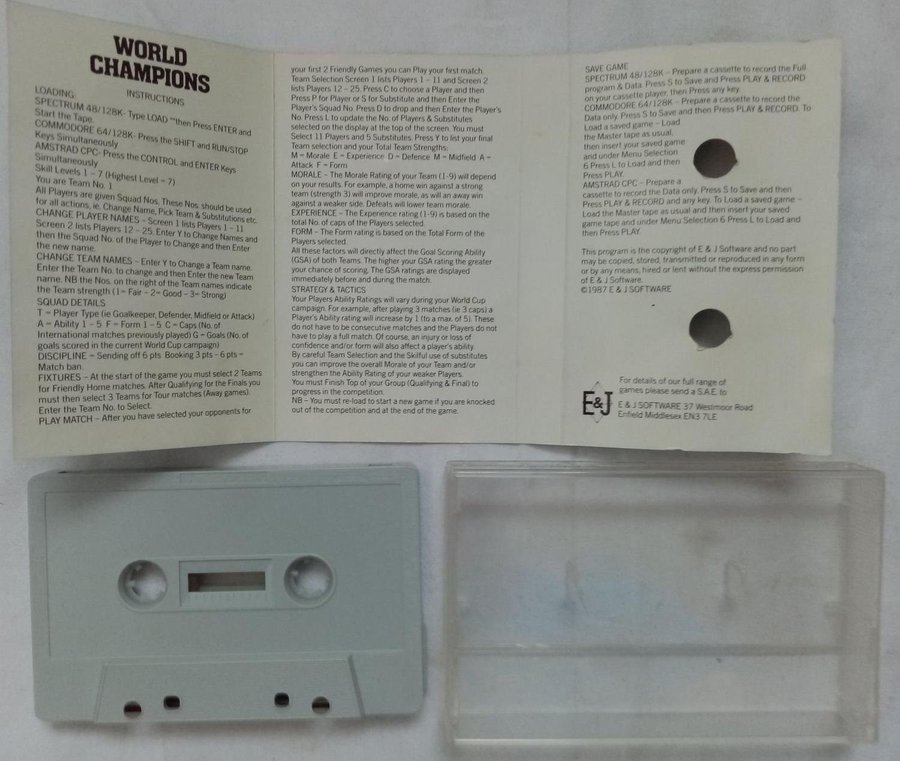 WORLD
CHAMPIONS
INSTRUCTIONS
LOADING:
SPECTRUM 48/128K- Type LOAD ""then Press ENTER and
Start the Tape.
COMMODORE 64/128K- Press the SHIFT and RUN/STOP
Keys Simultaneously
AMSTRAD CPC- Press the CONTROL and ENTER Keys
Simultaneously
Skill Levels 1 – 7 (Highest Level – 7)
You are Team No. 1
All Players are given Squad Nos. These Nos. should be used
for all actions, ie. Change Name, Pick Team & Substitutions etc.
CHANGE PLAYER NAMES – Screen 1 lists Players 1 – 11
Screen 2 lists Players 12 – 25. Enter Y to Change Names and
then the Squad No. of the Player to Change and then Enter
the new name.
CHANGE TEAM NAMES – Enter Y to Change a Team name.
Enter the Team No. to change and then Enter the new Team
name. NB the Nos. on the right of the Team names indicate
the Team strength (1= Fair – 2= Good – 3= Strong)
SQUAD DETAILS
T = Player Type (ie Goalkeeper, Defender, Midfield or Attack)
A = Ability 1 – 5 F = Form 1 – 5 C = Caps (No. of
International matches previously played) G = Goals (No. of
goals scored in the current World Cup campaign)
DISCIPLINE – Sending off 6 pts. Booking 3 pts – 6 pts =
Match ban.
FIXTURES – At the start of the game you must select 2 Teams
for Friendly Home matches. After Qualifying for the Finals you
must then select 3 Teams for Tour matches (Away games).
Enter the Team No. to Select.
PLAY MATCH – After you have selected your opponents for
your first 2 Friendly Games you can Play your first match.
Team Selection Screen 1 lists Players 1 – 11 and Screen 2
lists Players 12 – 25. Press C to choose a Player and then
Press P for Player or S for Substitute and then Enter the
Player's Squad No. Press D to drop and then Enter the Player's
No. Press L to update the No. of Players & Substitutes
selected on the display at the top of the screen. You must
Select 11 Players and 5 Substitutes. Press Y to list your final
Team selection and your Total Team Strengths:
M = Morale E = Experience D = Defence M = Midfield A =
Attack F = Form
MORALE – The Morale Rating of your Team (1-9) will depend
on your results. For example, a home win against a strong
team (strength 3) will improve morale, as will an away win
against a weaker side. Defeats will lower team morale.
EXPERIENCE – The Experience rating (1-9) is based on the
total No. of caps of the Players selected.
FORM – The Form rating is based on the Total Form of the
Players selected.
All these factors will directly affect the Goal Scoring Ability
(GSA) of both Teams. The higher your GSA rating the greater
your chance of scoring. The GSA ratings are displayed
immediately before and during the match.
STRATEGY & TACTICS
Your Players Ability Ratings will vary during your World Cup
campaign. For example, after playing 3 matches (ie 3 caps) a
Player's Ability rating will increase by 1 (to a max. of 5). These
do not have to be consecutive matches and the Players do not
have to play a full match. Of course, an injury or loss of
confidence and/or form will also affect a player's ability.
By careful Team Selection and the Skilful use of substitutes
you can improve the overall Morale of your Team and/or
strengthen the Ability Rating of your weaker Players.
You must Finish Top of your Group (Qualifying & Final) to
progress in the competition.
NB – You must re-load to start a new game if you are knocked
out of the competition and at the end of the game.
SAVE GAME
SPECTRUM 48/128K – Prepare a cassette to record the Full
program & Data. Press S to Save and Press PLAY & RECORD
on your cassette player, then Press any key.
COMMODORE 64/128K – Prepare a cassette to record the
Data only. Press S to Save and then Press PLAY & RECORD. To
Load a saved game – Load
the Master tape as usual,
then insert your saved game
and under Menu Selection
6 Press L to Load and then
Press PLAY.
AMSTRAD CPC – Prepare a
cassette to record the Data only. Press S to Save and then
Press PLAY & RECORD and any key. To Load a saved game –
Load the Master tape as usual and then insert your saved
game tape and under Menu Selection 6 Press L to Load and
then Press PLAY.
This program is the copyright of E & J Software and no part
may be copied, stored, transmitted or reproduced in any form
or by any means, hired or lent without the express permission
of E & J Software.
©1987 E & J SOFTWARE
E&J
For details of our full range of
games please send a S.A.E. to
E & J SOFTWARE 37 Westmoor Road
Enfield Middlesex EN3 7LE